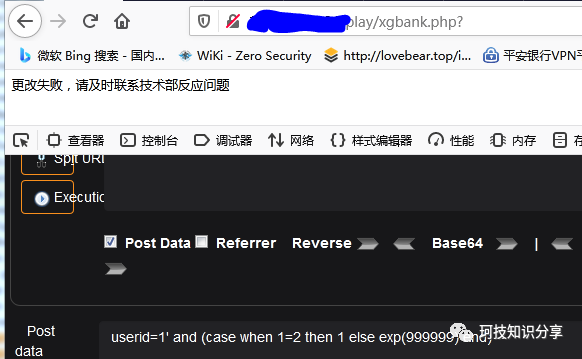 play/xgbank.php?
微软 Bing 搜索 - 国内...
WiKi - Zero Security
http://lovebear.top/i...
平安银行VPN平
更改失败，请及时联系技术部反应问题
查看器
控制台
调试器
网络
样式编辑器
性能
内存
存
Split URL
Execution
Post Data
Referrer
Reverse
Base64
|
Post
data
userid=1' and (case when 1=2 then 1 else exp(999999) end)
珂技知识分享